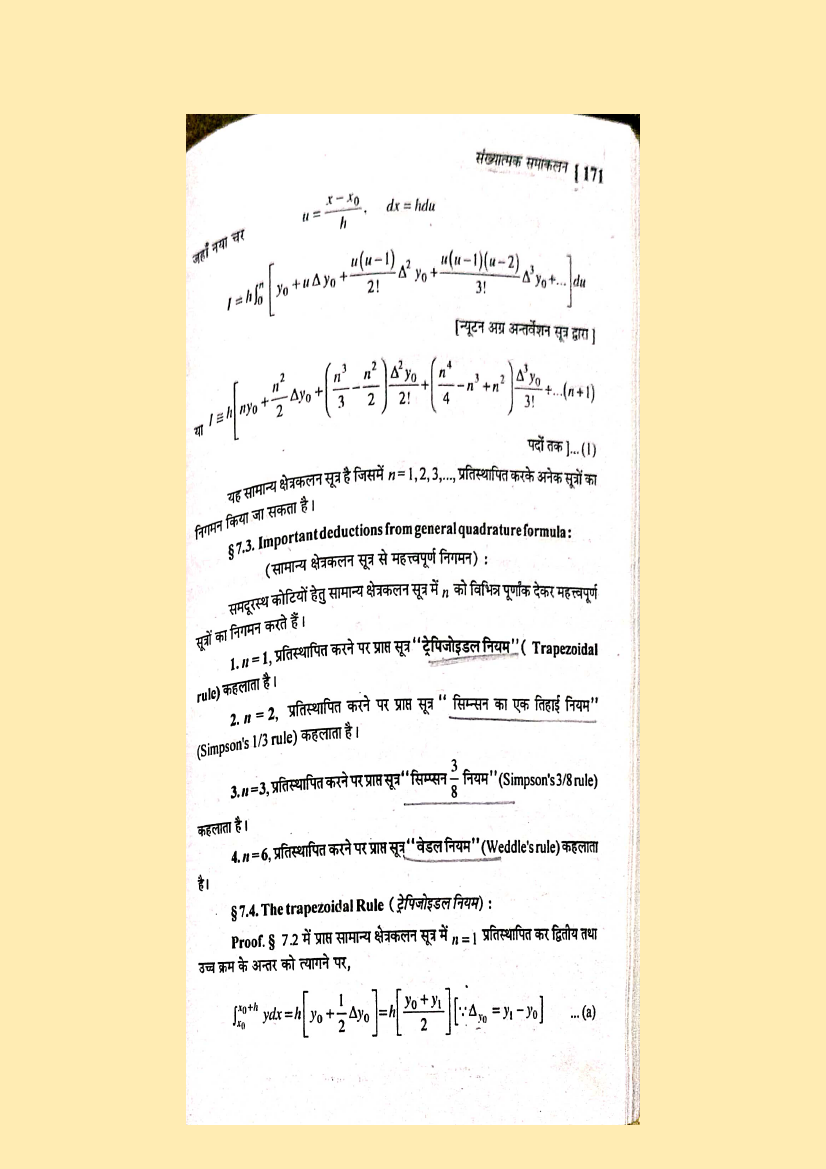 संख्यात्मक समाकलन [ 171
जहाँ नया चर u = \frac{x - x_0}{h}, dx = hdu
I = h\int_0^n \left[ y_0 + u \Delta y_0 + \frac{u(u-1)}{2!} \Delta^2 y_0 + \frac{u(u-1)(u-2)}{3!} \Delta^3 y_0 + ... \right] du
[न्यूटन अग्र अन्तर्वेशन सूत्र द्वारा ]
या I ≡ h\left[ ny_0 + \frac{n^2}{2} \Delta y_0 + \left( \frac{n^3}{3} - \frac{n^2}{2} \right) \frac{\Delta^2 y_0}{2!} + \left( \frac{n^4}{4} - n^3 + n^2 \right) \frac{\Delta^3 y_0}{3!} + ...(n+1)
पदों तक ]...(1)
यह सामान्य क्षेत्रकलन सूत्र है जिसमें n = 1, 2, 3,..., प्रतिस्थापित करके अनेक सूत्रों का
निगमन किया जा सकता है।
§ 7.3. Important deductions from general quadrature formula :
(सामान्य क्षेत्रकलन सूत्र से महत्त्वपूर्ण निगमन) :
समदूरस्थ कोटियों हेतु सामान्य क्षेत्रकलन सूत्र में n को विभिन्न पूर्णांक देकर महत्त्वपूर्ण
सूत्रों का निगमन करते हैं।
1. n = 1, प्रतिस्थापित करने पर प्राप्त सूत्र "ट्रेपिजोइडल नियम" ( Trapezoidal
rule) कहलाता है।
2. n = 2, प्रतिस्थापित करने पर प्राप्त सूत्र " सिम्प्सन का एक तिहाई नियम"
(Simpson's 1/3 rule) कहलाता है।
3. n =3, प्रतिस्थापित करने पर प्राप्त सूत्र "सिम्प्सन \frac{3}{8} नियम" (Simpson's 3/8 rule)
कहलाता है।
4. n = 6, प्रतिस्थापित करने पर प्राप्त सूत्र "वेडल नियम" (Weddle's rule) कहलाता
है।
§ 7.4. The trapezoidal Rule (ट्रेपिजोइडल नियम) :
Proof. § 7.2 में प्राप्त सामान्य क्षेत्रकलन सूत्र में n = 1 प्रतिस्थापित कर द्वितीय तथा
उच्च क्रम के अन्तर को त्यागने पर,
\int_{x_0}^{x_0+h} ydx = h\left[ y_0 + \frac{1}{2} \Delta y_0 \right] = h\left[ \frac{y_0 + y_1}{2} \right] [∵ \Delta_{y_0} = y_1 - y_0] ... (a)